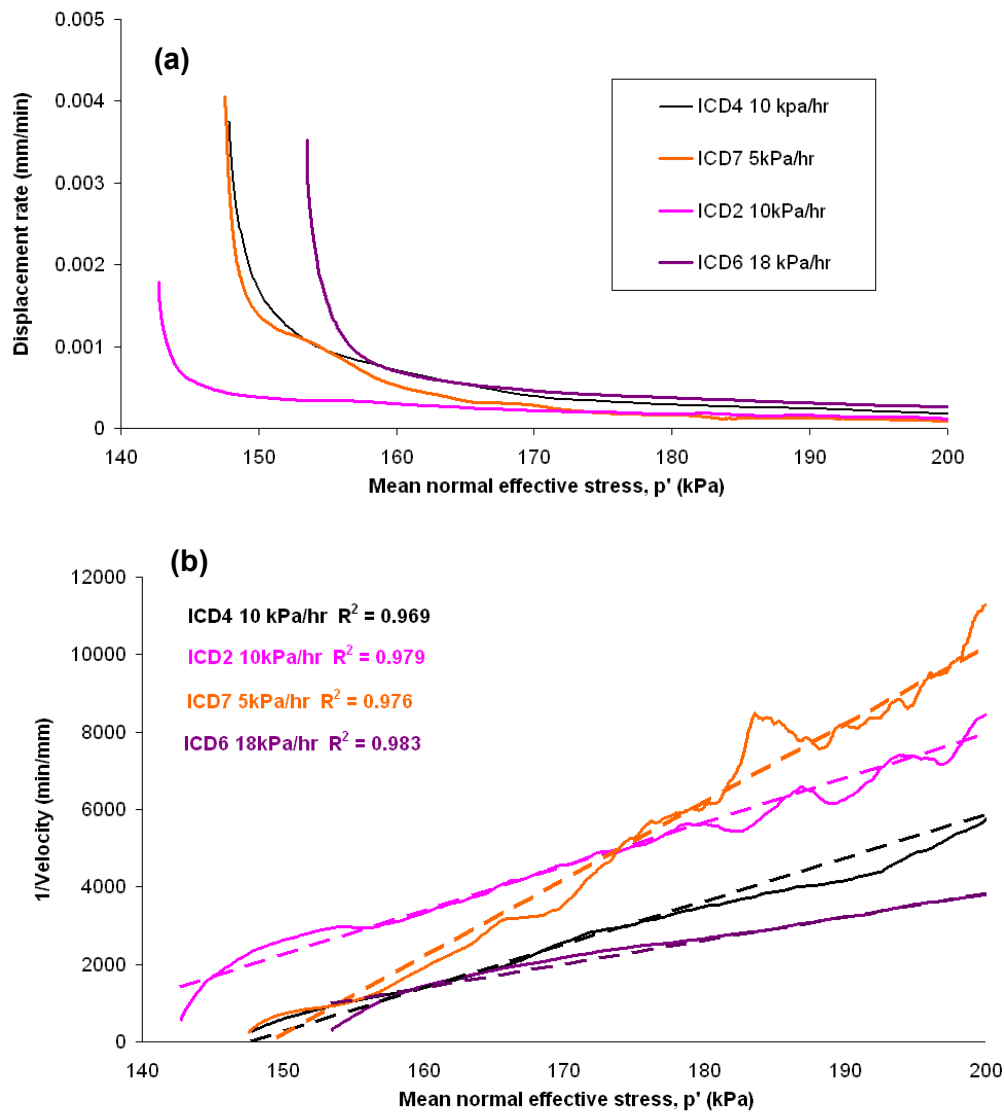 (a)
0.005
0.004
0.003
0.002
0.001
0
Displacement rate (mm/min)
140 150 160 170 180 190 200
Mean normal effective stress, p' (kPa)
ICD4 10 kpa/hr
ICD7 5kPa/hr
ICD2 10kPa/hr
ICD6 18 kPa/hr
(b)
12000
10000
8000
6000
4000
2000
0
1/Velocity (min/mm)
ICD4 10 kPa/hr R² = 0.969
ICD2 10kPa/hr R² = 0.979
ICD7 5kPa/hr R² = 0.976
ICD6 18kPa/hr R² = 0.983
140 150 160 170 180 190 200
Mean normal effective stress, p' (kPa)